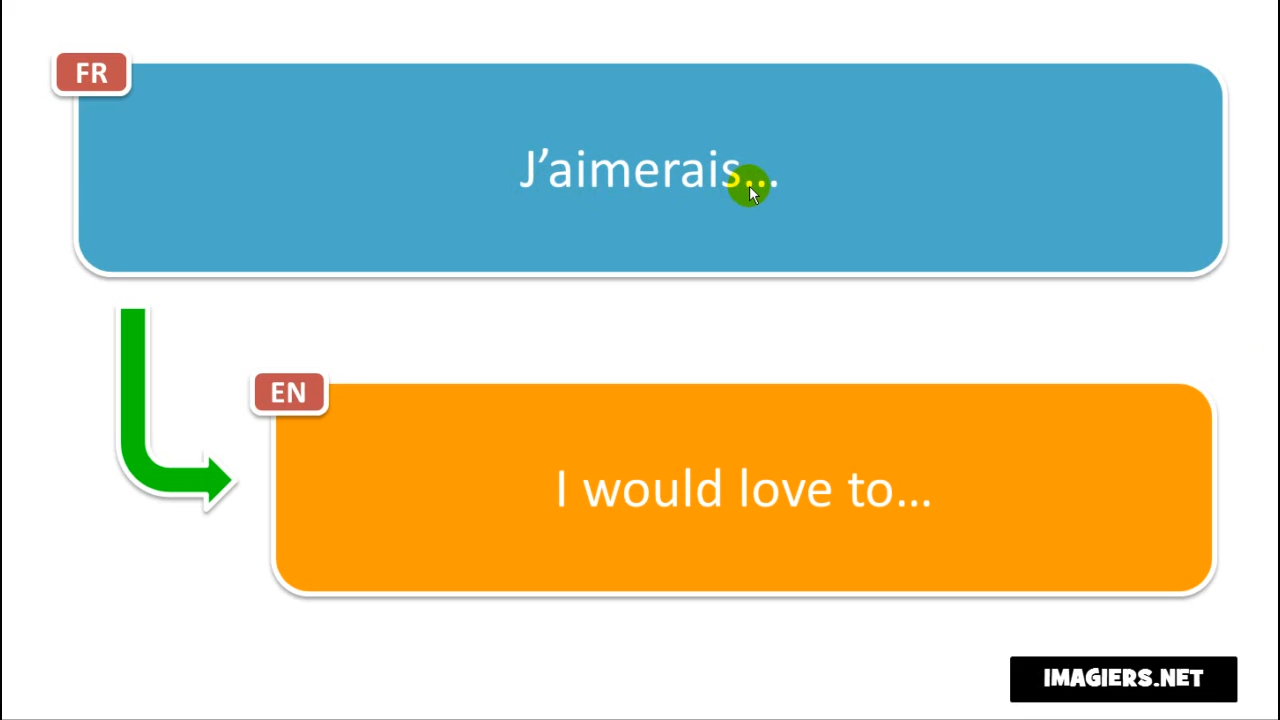 FR
J’aimerais...
EN
I would love to...
IMAGIERS.NET